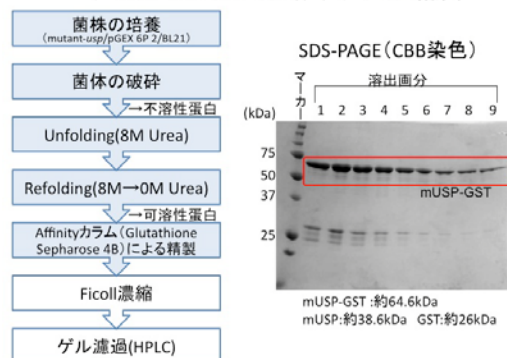 菌株の培養
(mutant-usp/pGEX 6P 2/BL21)
菌体の破砕
→不溶性蛋白
Unfolding(8M Urea)
Refolding(8M→0M Urea)
→可溶性蛋白
Affinityカラム(Glutathione
Sepharose 4B)による精製
Ficoll濃縮
ゲル濾過(HPLC)
SDS-PAGE(CBB染色)
マーカー
溶出画分
1 2 3 4 5 6 7 8 9
(kDa)
75
50
37
25
mUSP-GST
mUSP-GST :約64.6kDa
mUSP:約38.6kDa GST:約26kDa